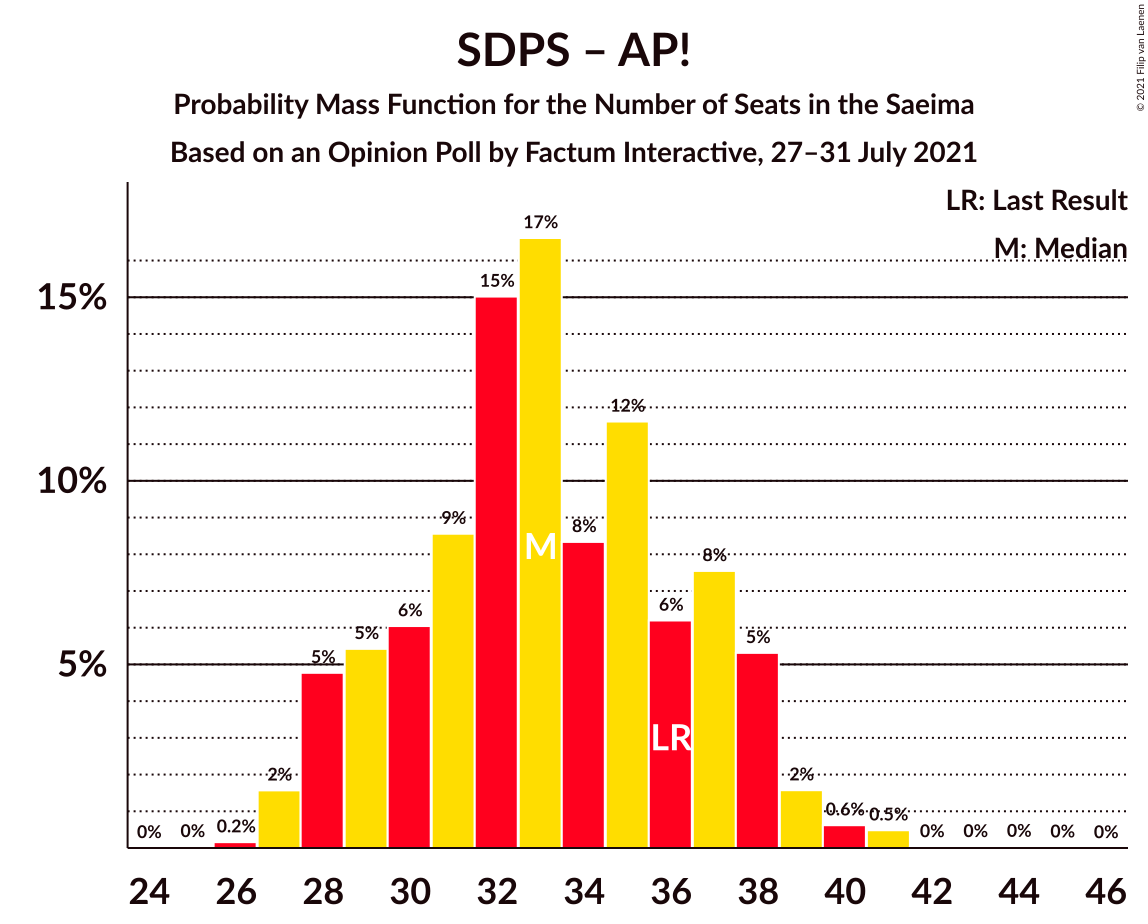 SDPS – AP!
Probability Mass Function for the Number of Seats in the Saeima
Based on an Opinion Poll by Factum Interactive, 27–31 July 2021
© 2021 Filip van Laenen
LR: Last Result
M: Median
15%
10%
5%
0%
0%
0.2%
2%
5%
5%
6%
9%
15%
17%
8%
12%
6%
8%
5%
2%
0.6%
0.5%
0%
0%
0%
0%
0%
M
LR
24 26 28 30 32 34 36 38 40 42 44 46